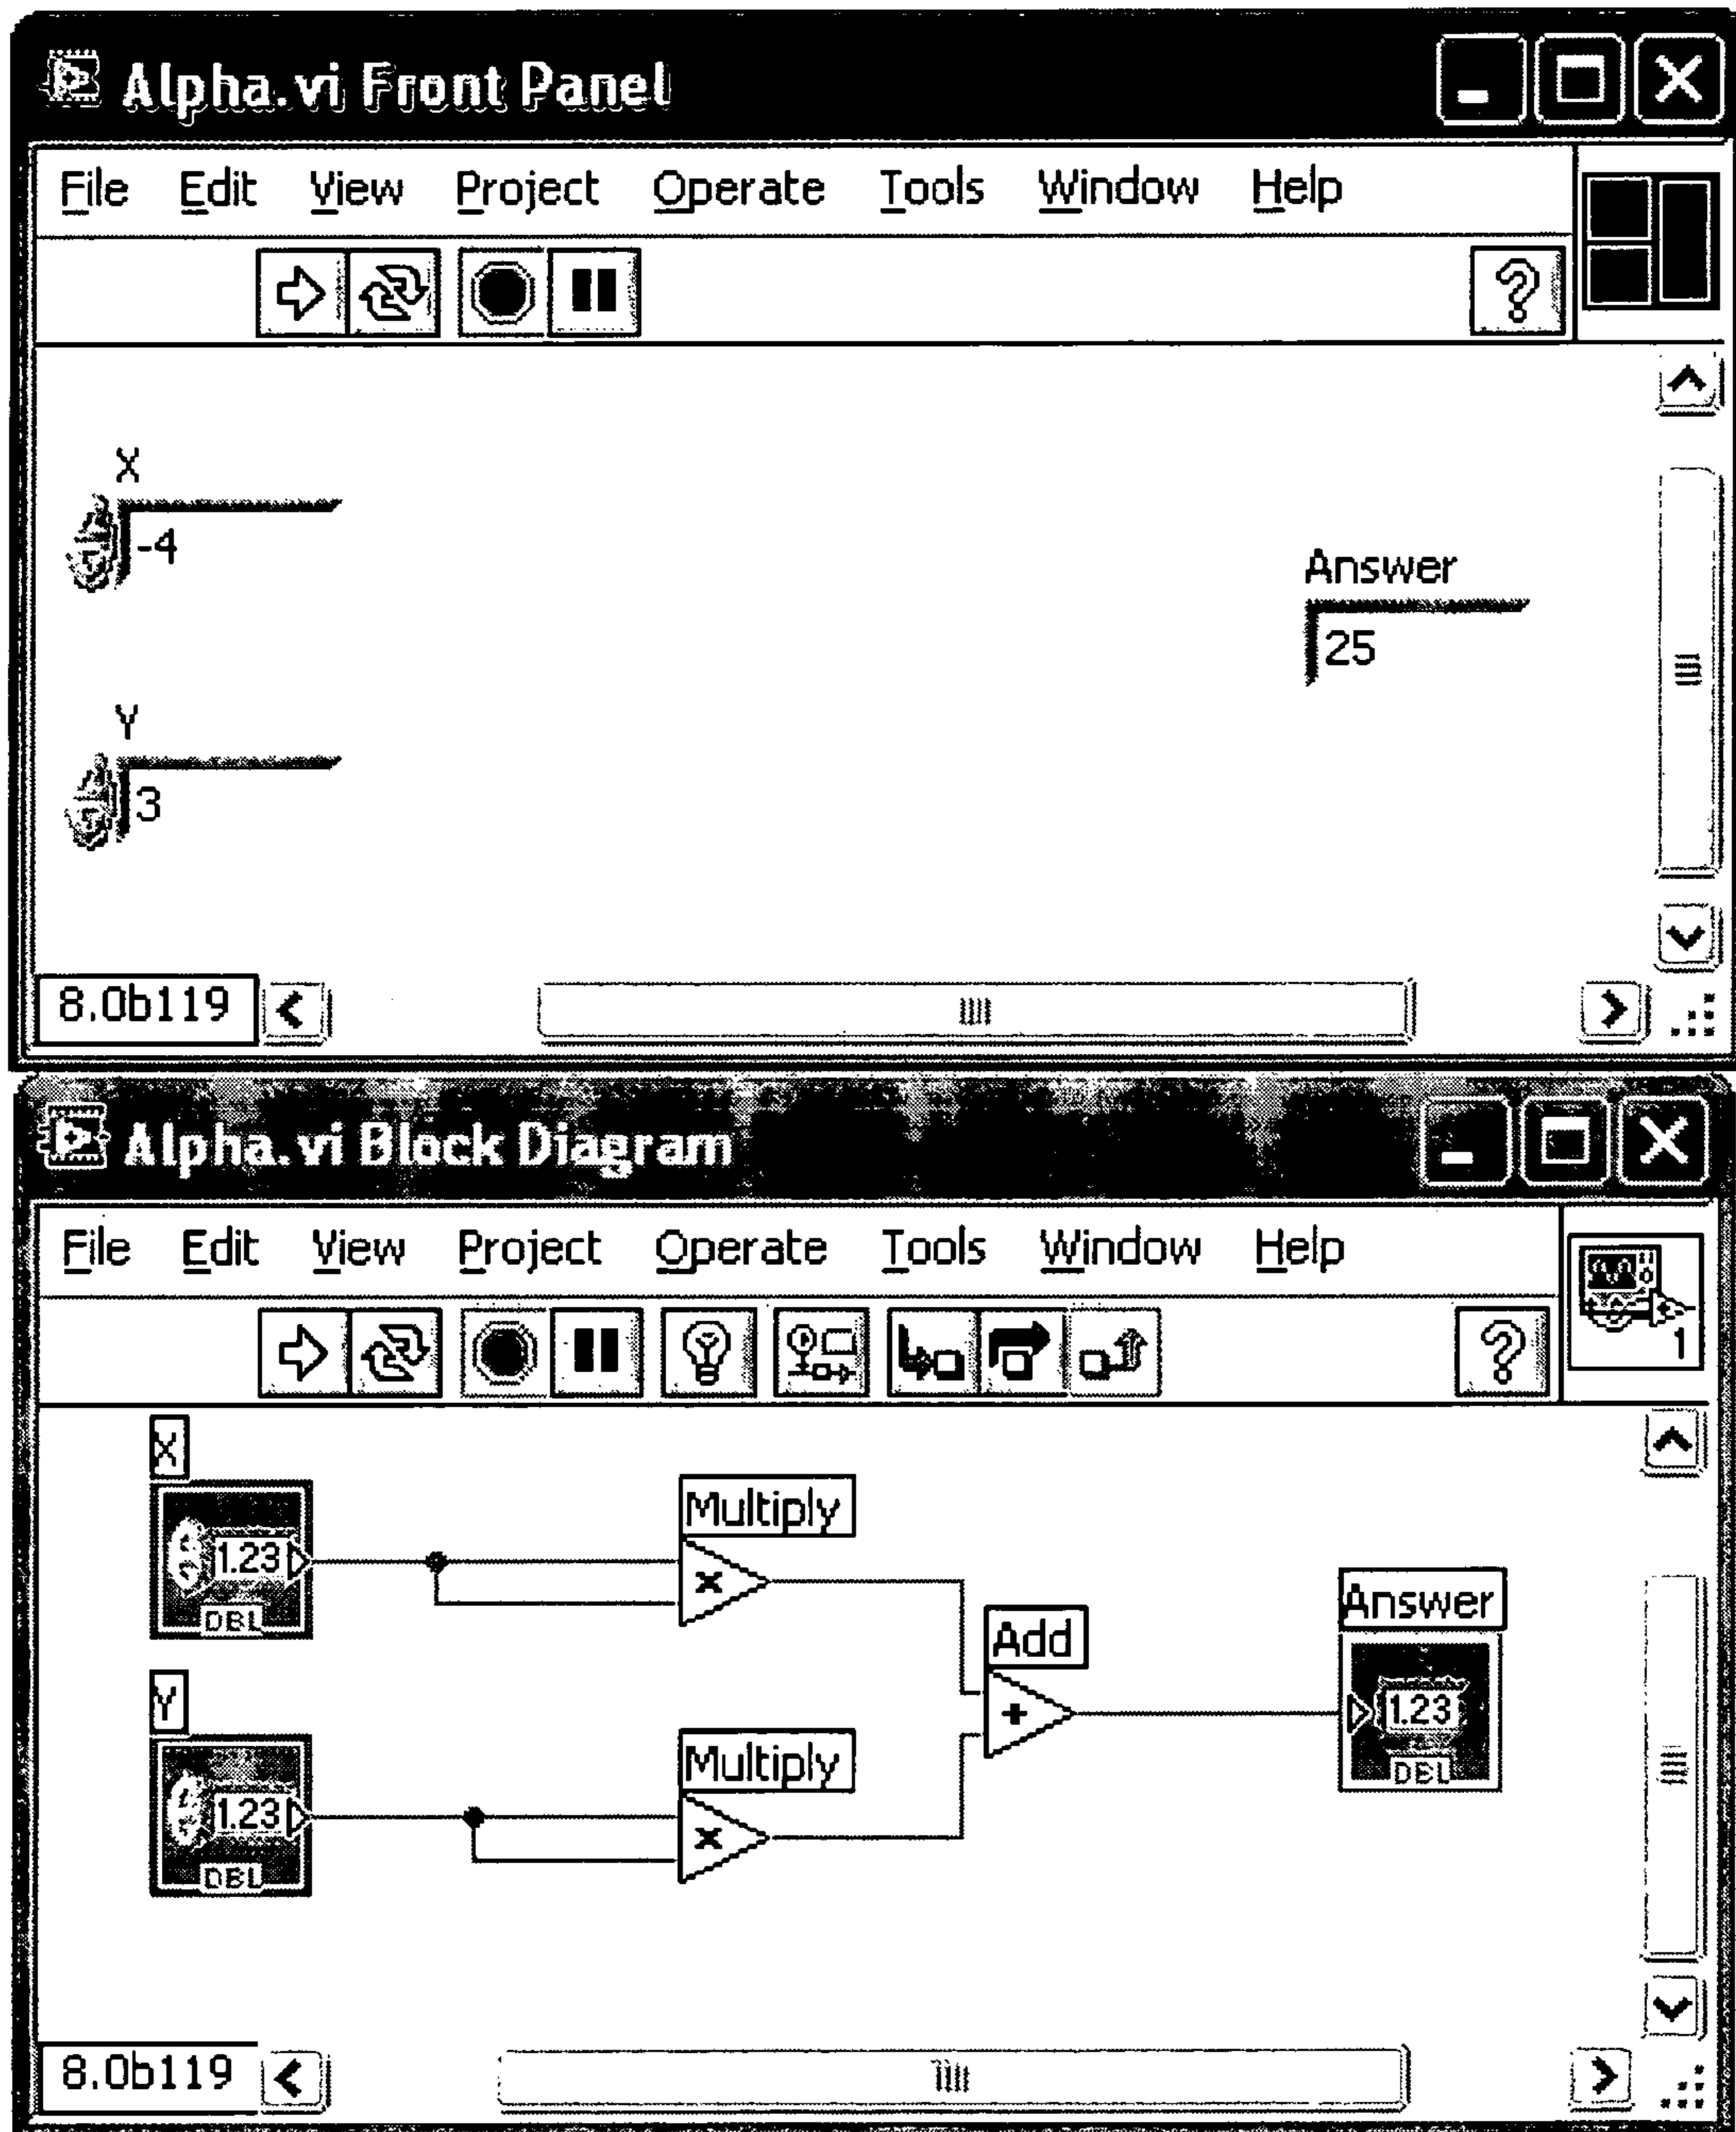 Alpha.vi Front Panel
File Edit View Project Operate Tools Window Help
?
X
-4
Answer
25
Y
3
8.0b119
Alpha.vi Block Diagram
File Edit View Project Operate Tools Window Help
?
1
X
Multiply
1.23
×
DBL
Answer
Add
Y
+
1.23
Multiply
DBL
1.23
×
DBL
8.0b119